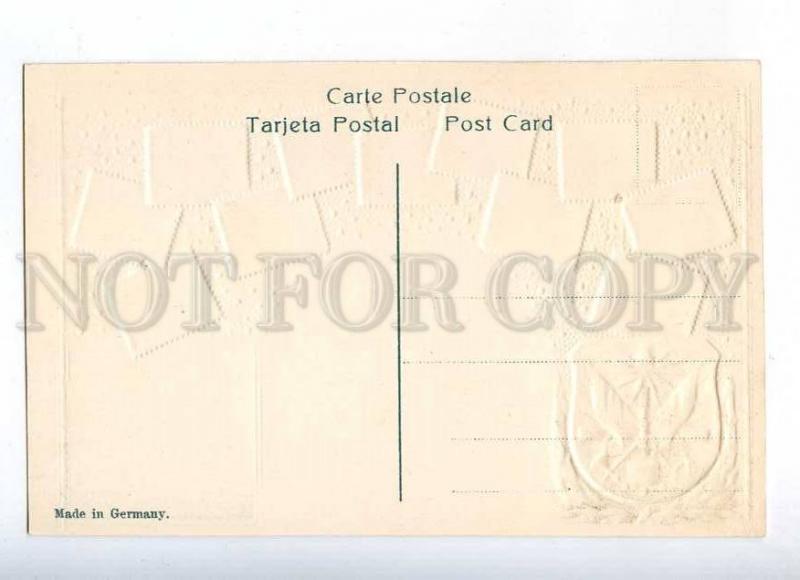 Carte Postale
Tarjeta Postal Post Card
NOT FOR COPY
Made in Germany.